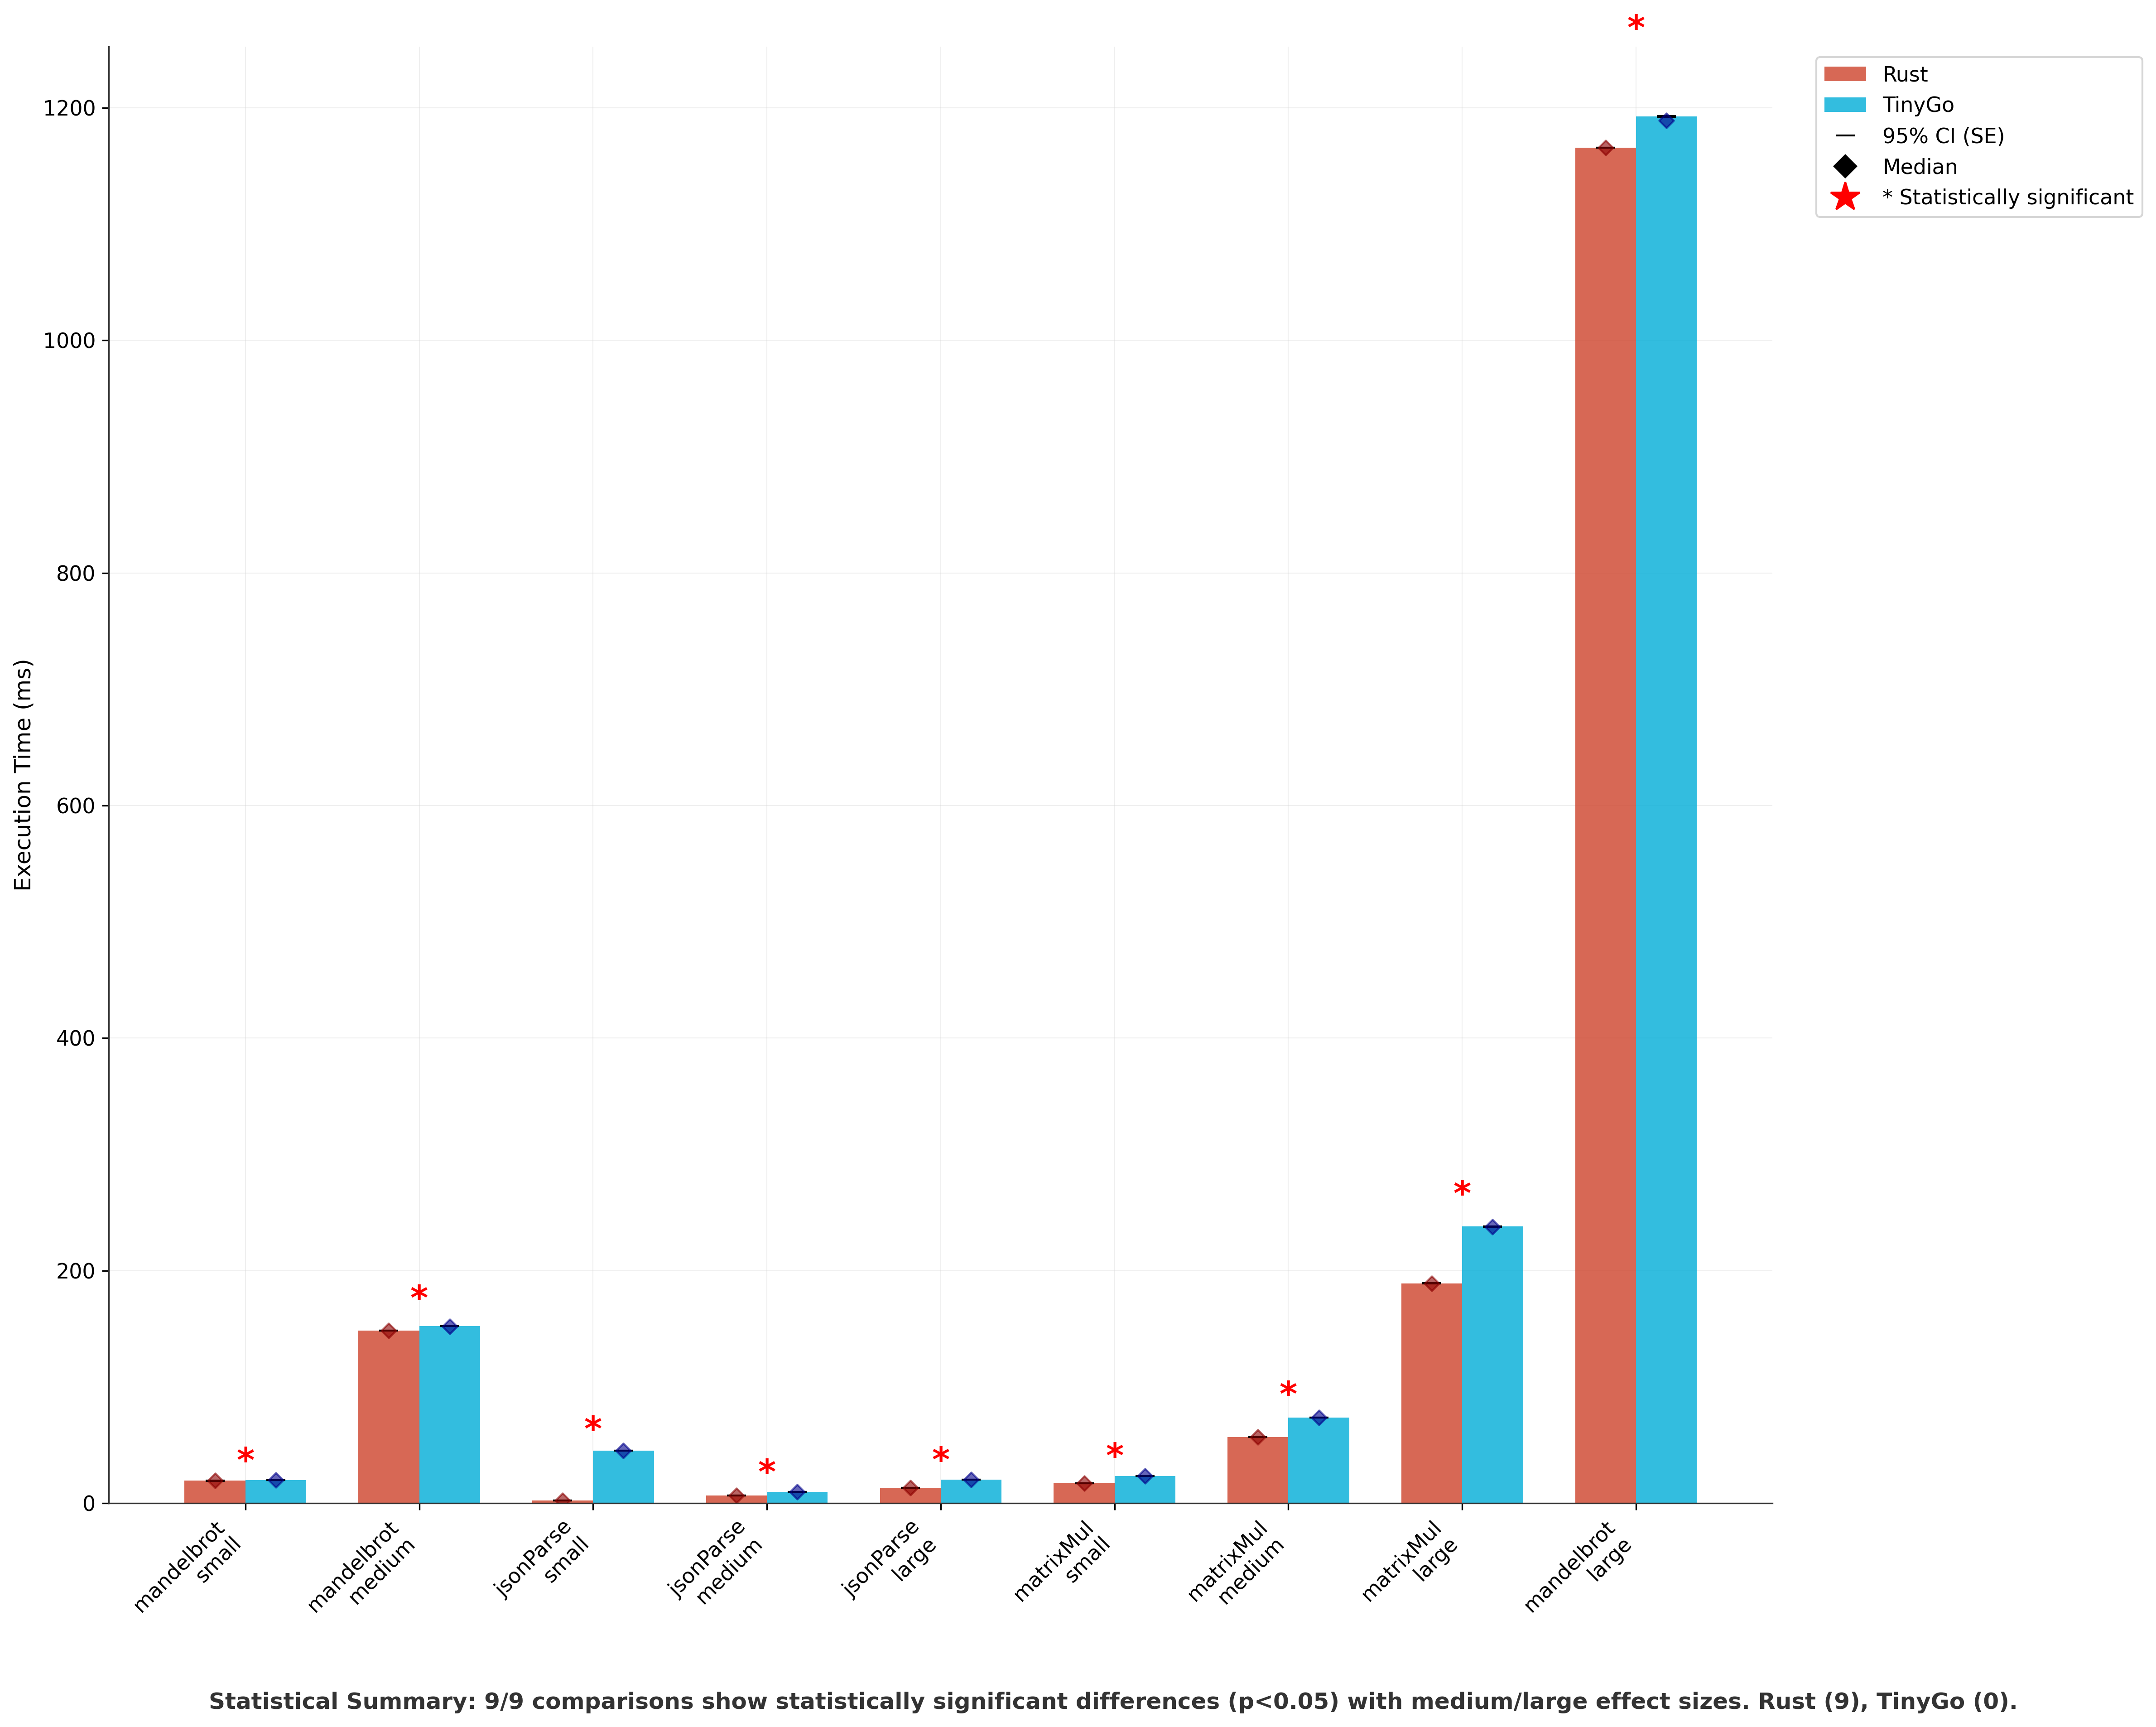 *
Rust
TinyGo
95% CI (SE)
Median
* Statistically significant
Execution Time (ms)
1200
1000
800
600
400
200
0
*
*
*
*
*
*
*
*
mandelbrot
small
mandelbrot
medium
jsonParse
small
jsonParse
medium
jsonParse
large
matrixMul
small
matrixMul
medium
matrixMul
large
mandelbrot
large
Statistical Summary: 9/9 comparisons show statistically significant differences (p<0.05) with medium/large effect sizes. Rust (9), TinyGo (0).